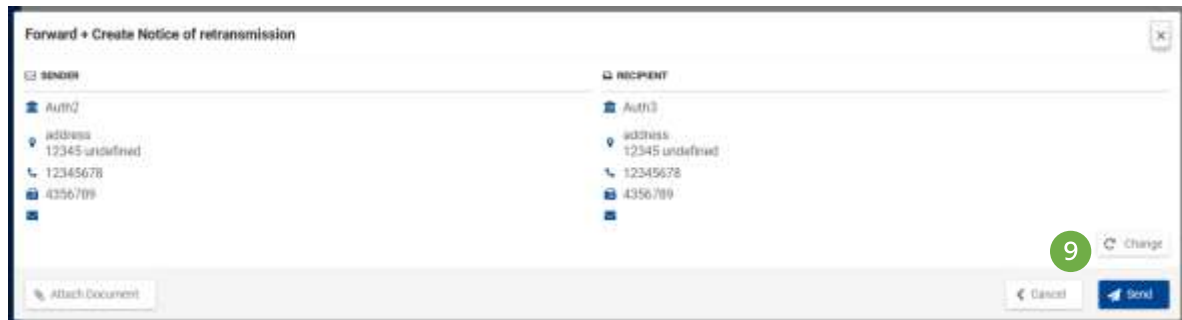 Forward + Create Notice of retransmission
SENDER
Auth2
address
12345 undefined
12345678
4356789
RECIPIENT
Auth3
address
12345 undefined
12345678
4356789
9
Change
Attach Document
Cancel
Send